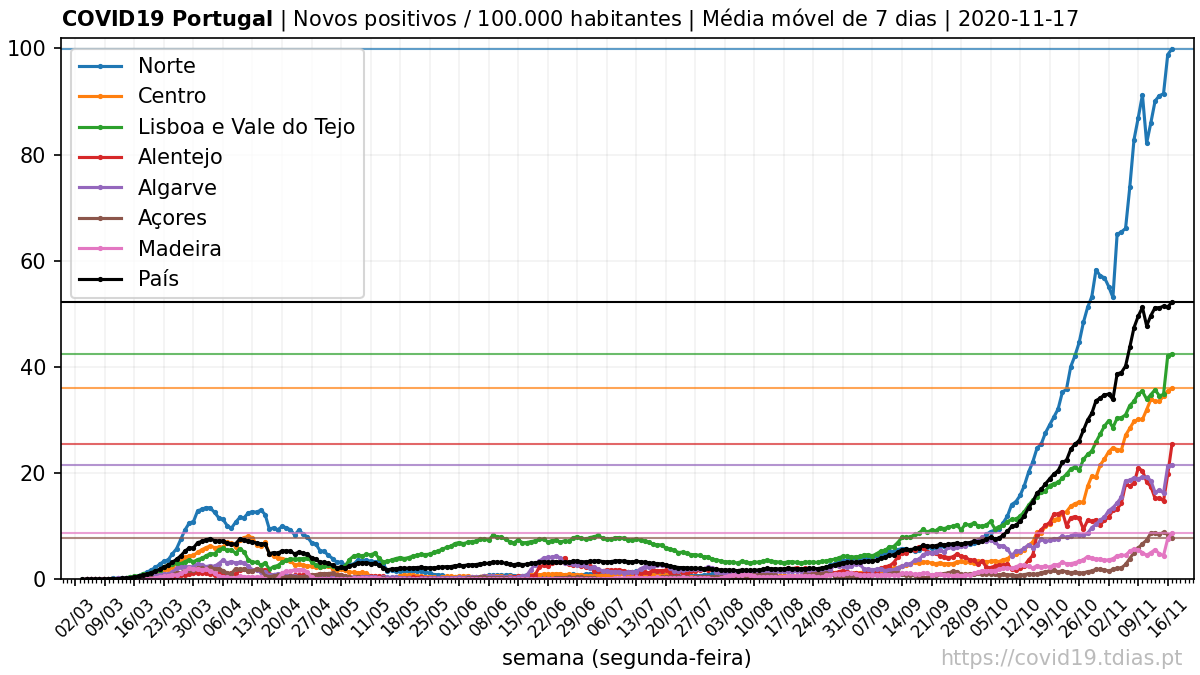 COVID19 Portugal | Novos positivos / 100.000 habitantes | Média móvel de 7 dias | 2020-11-17
100
80
60
40
20
0
Norte
Centro
Lisboa e Vale do Tejo
Alentejo
Algarve
Açores
Madeira
País
02/03 09/03 16/03 23/03 30/03 06/04 13/04 20/04 27/04 04/05 11/05 18/05 25/05 01/06 08/06 15/06 22/06 29/06 06/07 13/07 20/07 27/07 03/08 10/08 17/08 24/08 31/08 07/09 14/09 21/09 28/09 05/10 12/10 19/10 26/10 02/11 09/11 16/11
semana (segunda-feira)
https://covid19.tdias.pt